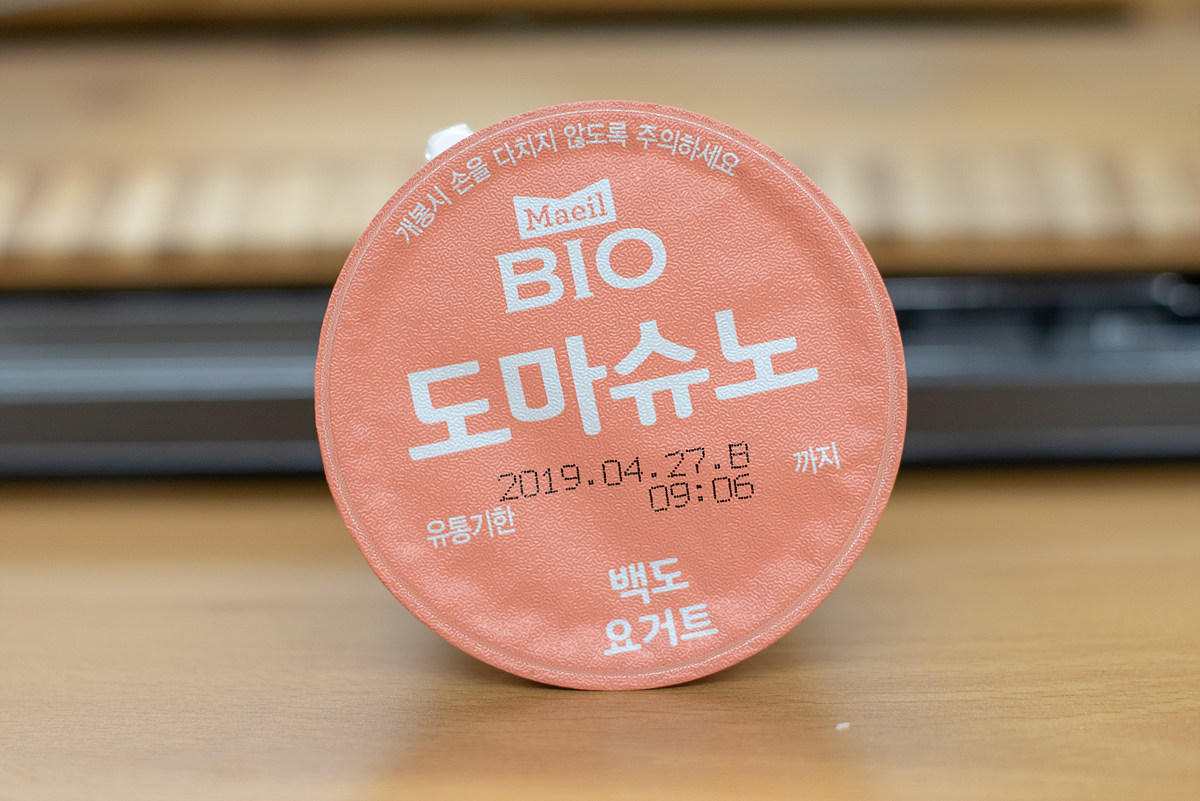 개봉시 손을 다치지 않도록 주의하세요
Maeil
BIO
도마슈노
2019.04.27.B 까지
09:06
유통기한
백도
요거트